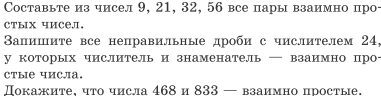 Составьте из чисел 9, 21, 32, 56 все пары взаимно про-
стых чисел.
Запишите все неправильные дроби с числителем 24,
у которых числитель и знаменатель — взаимно про-
стые числа.
Докажите, что числа 468 и 833 — взаимно простые.